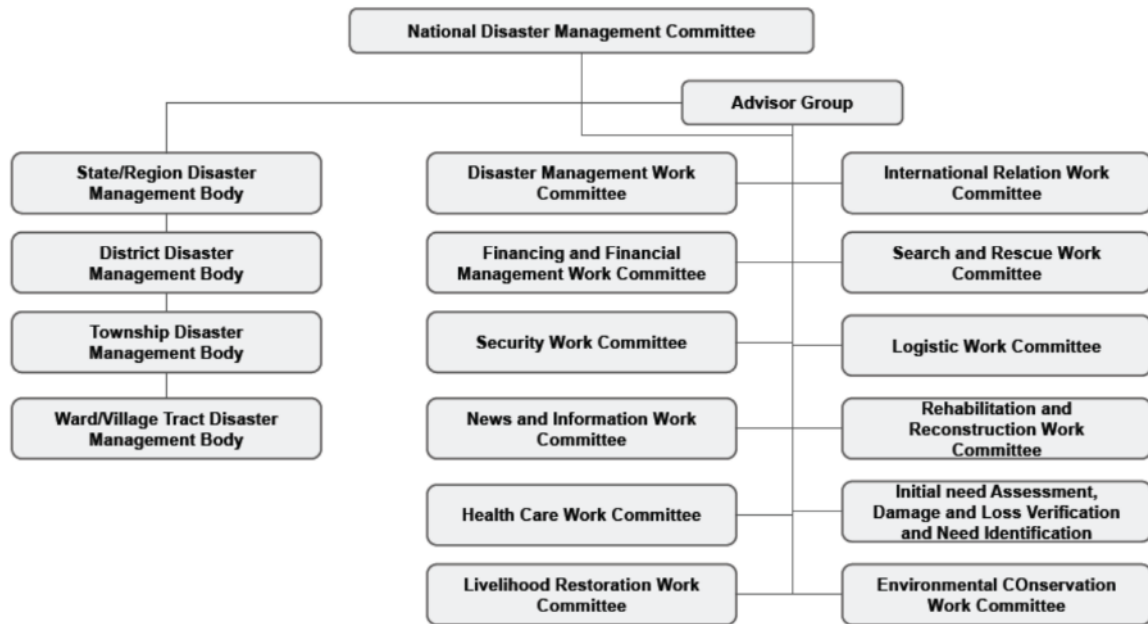 National Disaster Management Committee
Advisor Group
State/Region Disaster
Management Body
District Disaster
Management Body
Township Disaster
Management Body
Ward/Village Tract Disaster
Management Body
Disaster Management Work
Committee
Financing and Financial
Management Work Committee
Security Work Committee
News and Information Work
Committee
Health Care Work Committee
Livelihood Restoration Work
Committee
International Relation Work
Committee
Search and Rescue Work
Committee
Logistic Work Committee
Rehabilitation and
Reconstruction Work
Committee
Initial need Assessment,
Damage and Loss Verification
and Need Identification
Environmental COnservation
Work Committee